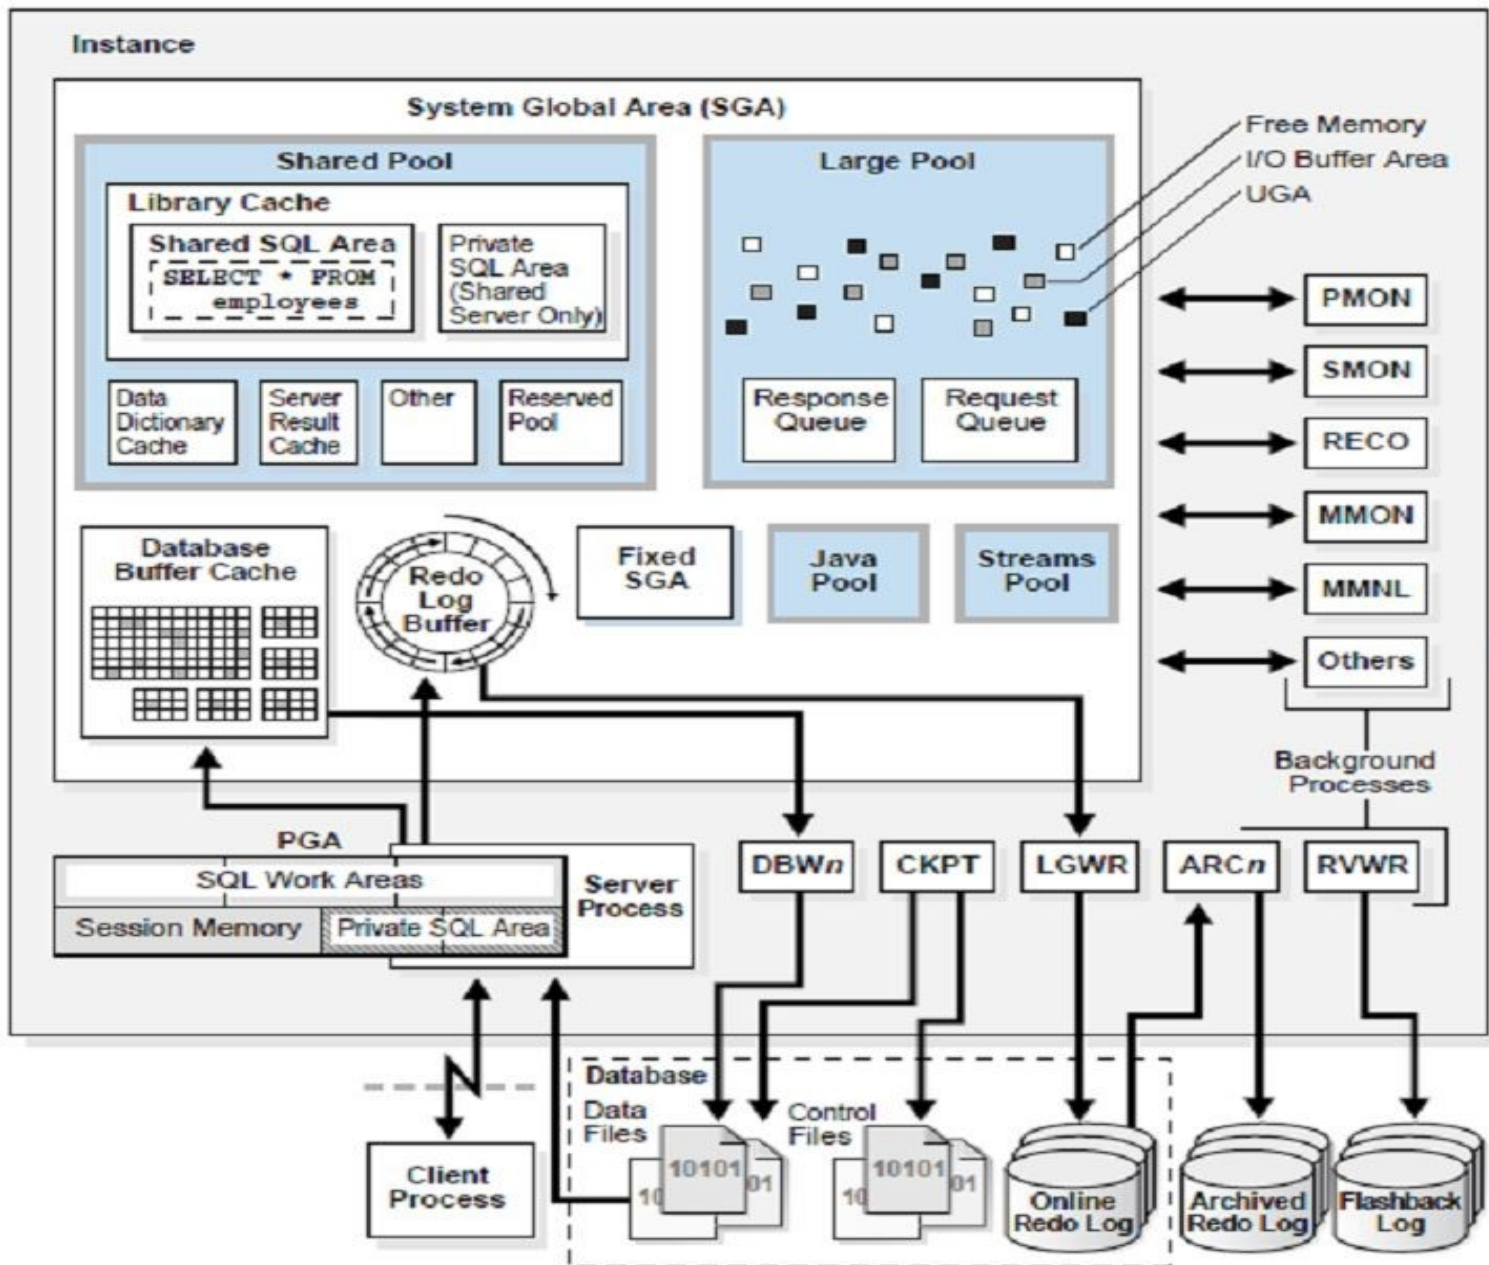 Instance
System Global Area (SGA)
Shared Pool
Library Cache
Shared SQL Area
SELECT * FROM
employees
Private
SQL Area
(Shared
Server Only)
Data
Dictionary
Cache
Server
Result
Cache
Other
Reserved
Pool
Large Pool
Response
Queue
Request
Queue
Free Memory
I/O Buffer Area
UGA
Database
Buffer Cache
Redo
Log
Buffer
Fixed
SGA
Java
Pool
Streams
Pool
PMON
SMON
RECO
MMON
MMNL
Others
Background
Processes
PGA
SQL Work Areas
Session Memory
Private SQL Area
Server
Process
DBWn
CKPT
LGWR
ARCn
RVWR
Client
Process
Database
Data
Files
10101
10
01
Control
Files
10101
10
01
Online
Redo Log
Archived
Redo Log
Flashback
Log